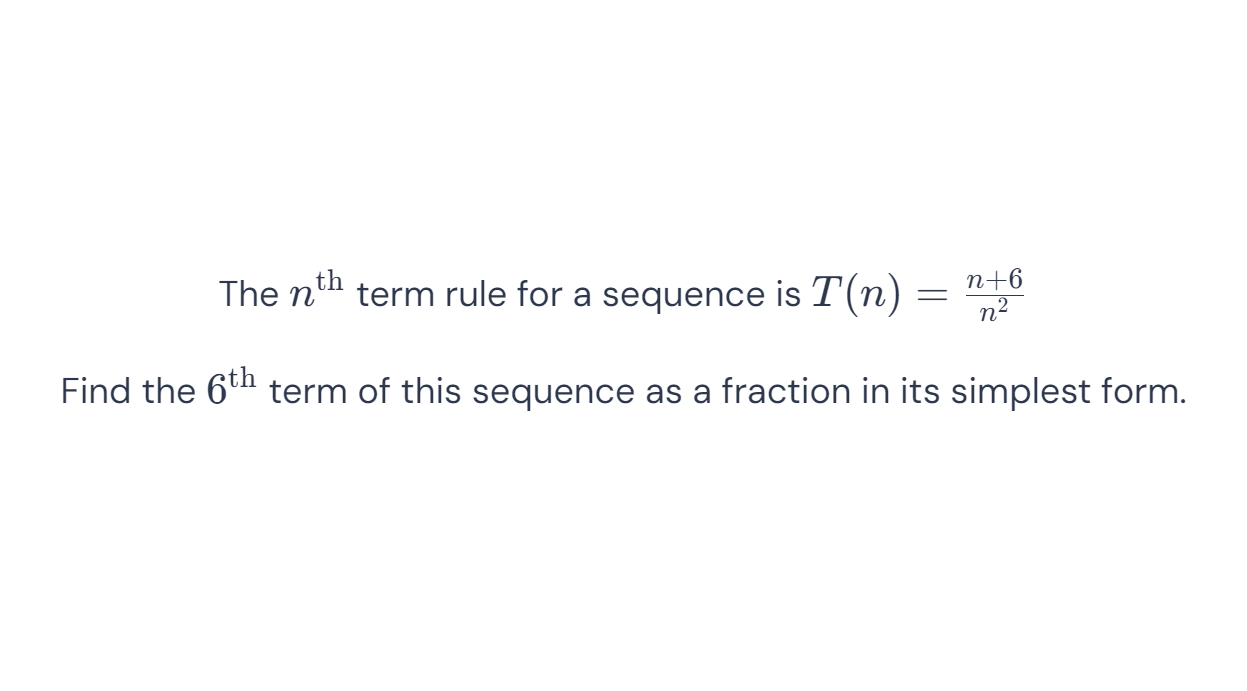 The $n^{\text{th}}$ term rule for a sequence is $T(n) = \frac{n+6}{n^2}$
Find the $6^{\text{th}}$ term of this sequence as a fraction in its simplest form.